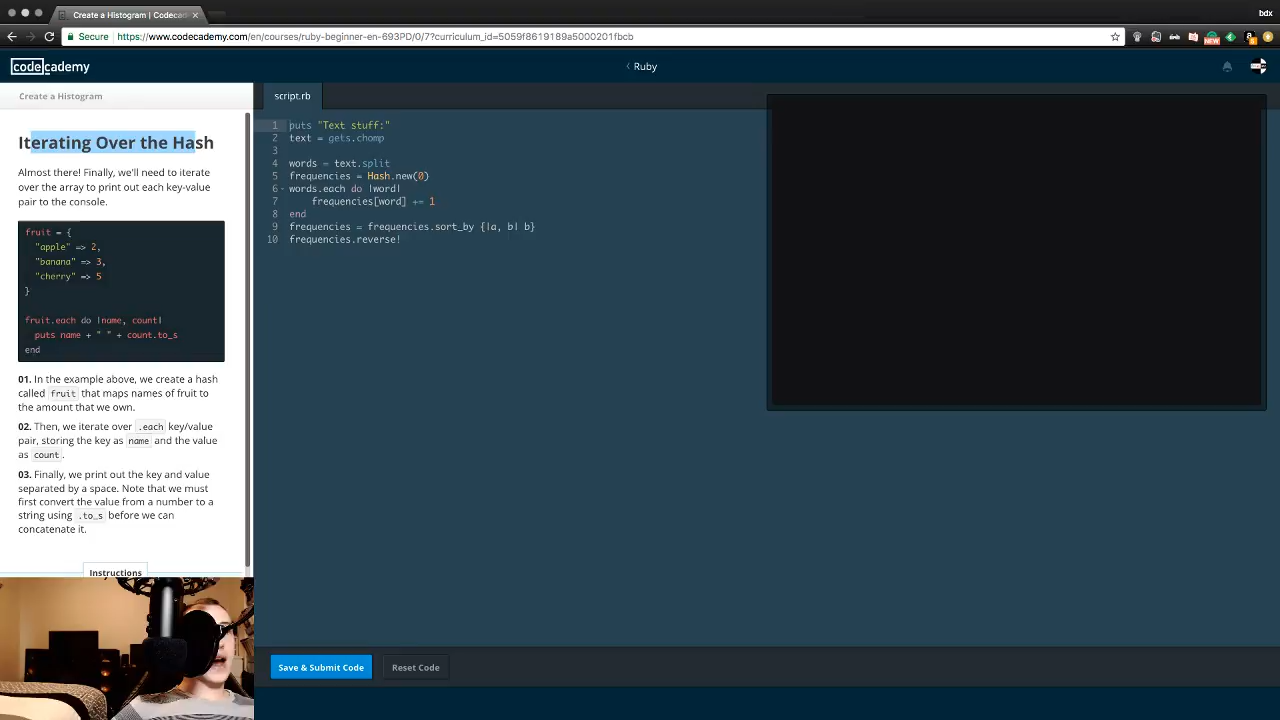 Create a Histogram | Codecad
bdx
Secure
https://www.codecademy.com/en/courses/ruby-beginner-en-693PD/0/7?curriculum_id=5059f8619189a5000201fbcb
NEW
codecademy
Ruby
Create a Histogram
script.rb
Iterating Over the Hash
Almost there! Finally, we'll need to iterate
over the array to print out each key-value
pair to the console.
fruit = {
"apple" => 2,
"banana" => 3,
"cherry" => 5
}
fruit.each do |name, count|
puts name + " " + count.to_s
end
01. In the example above, we create a hash
called fruit that maps names of fruit to
the amount that we own.
02. Then, we iterate over .each key/value
pair, storing the key as name and the value
as count.
03. Finally, we print out the key and value
separated by a space. Note that we must
first convert the value from a number to a
string using .to_s before we can
concatenate it.
Instructions
1 puts "Text stuff:"
2 text = gets.chomp
3
4 words = text.split
5 frequencies = Hash.new(0)
6 words.each do |word|
7 frequencies[word] += 1
8 end
9 frequencies = frequencies.sort_by {|a, b| b}
10 frequencies.reverse!
Save & Submit Code
Reset Code